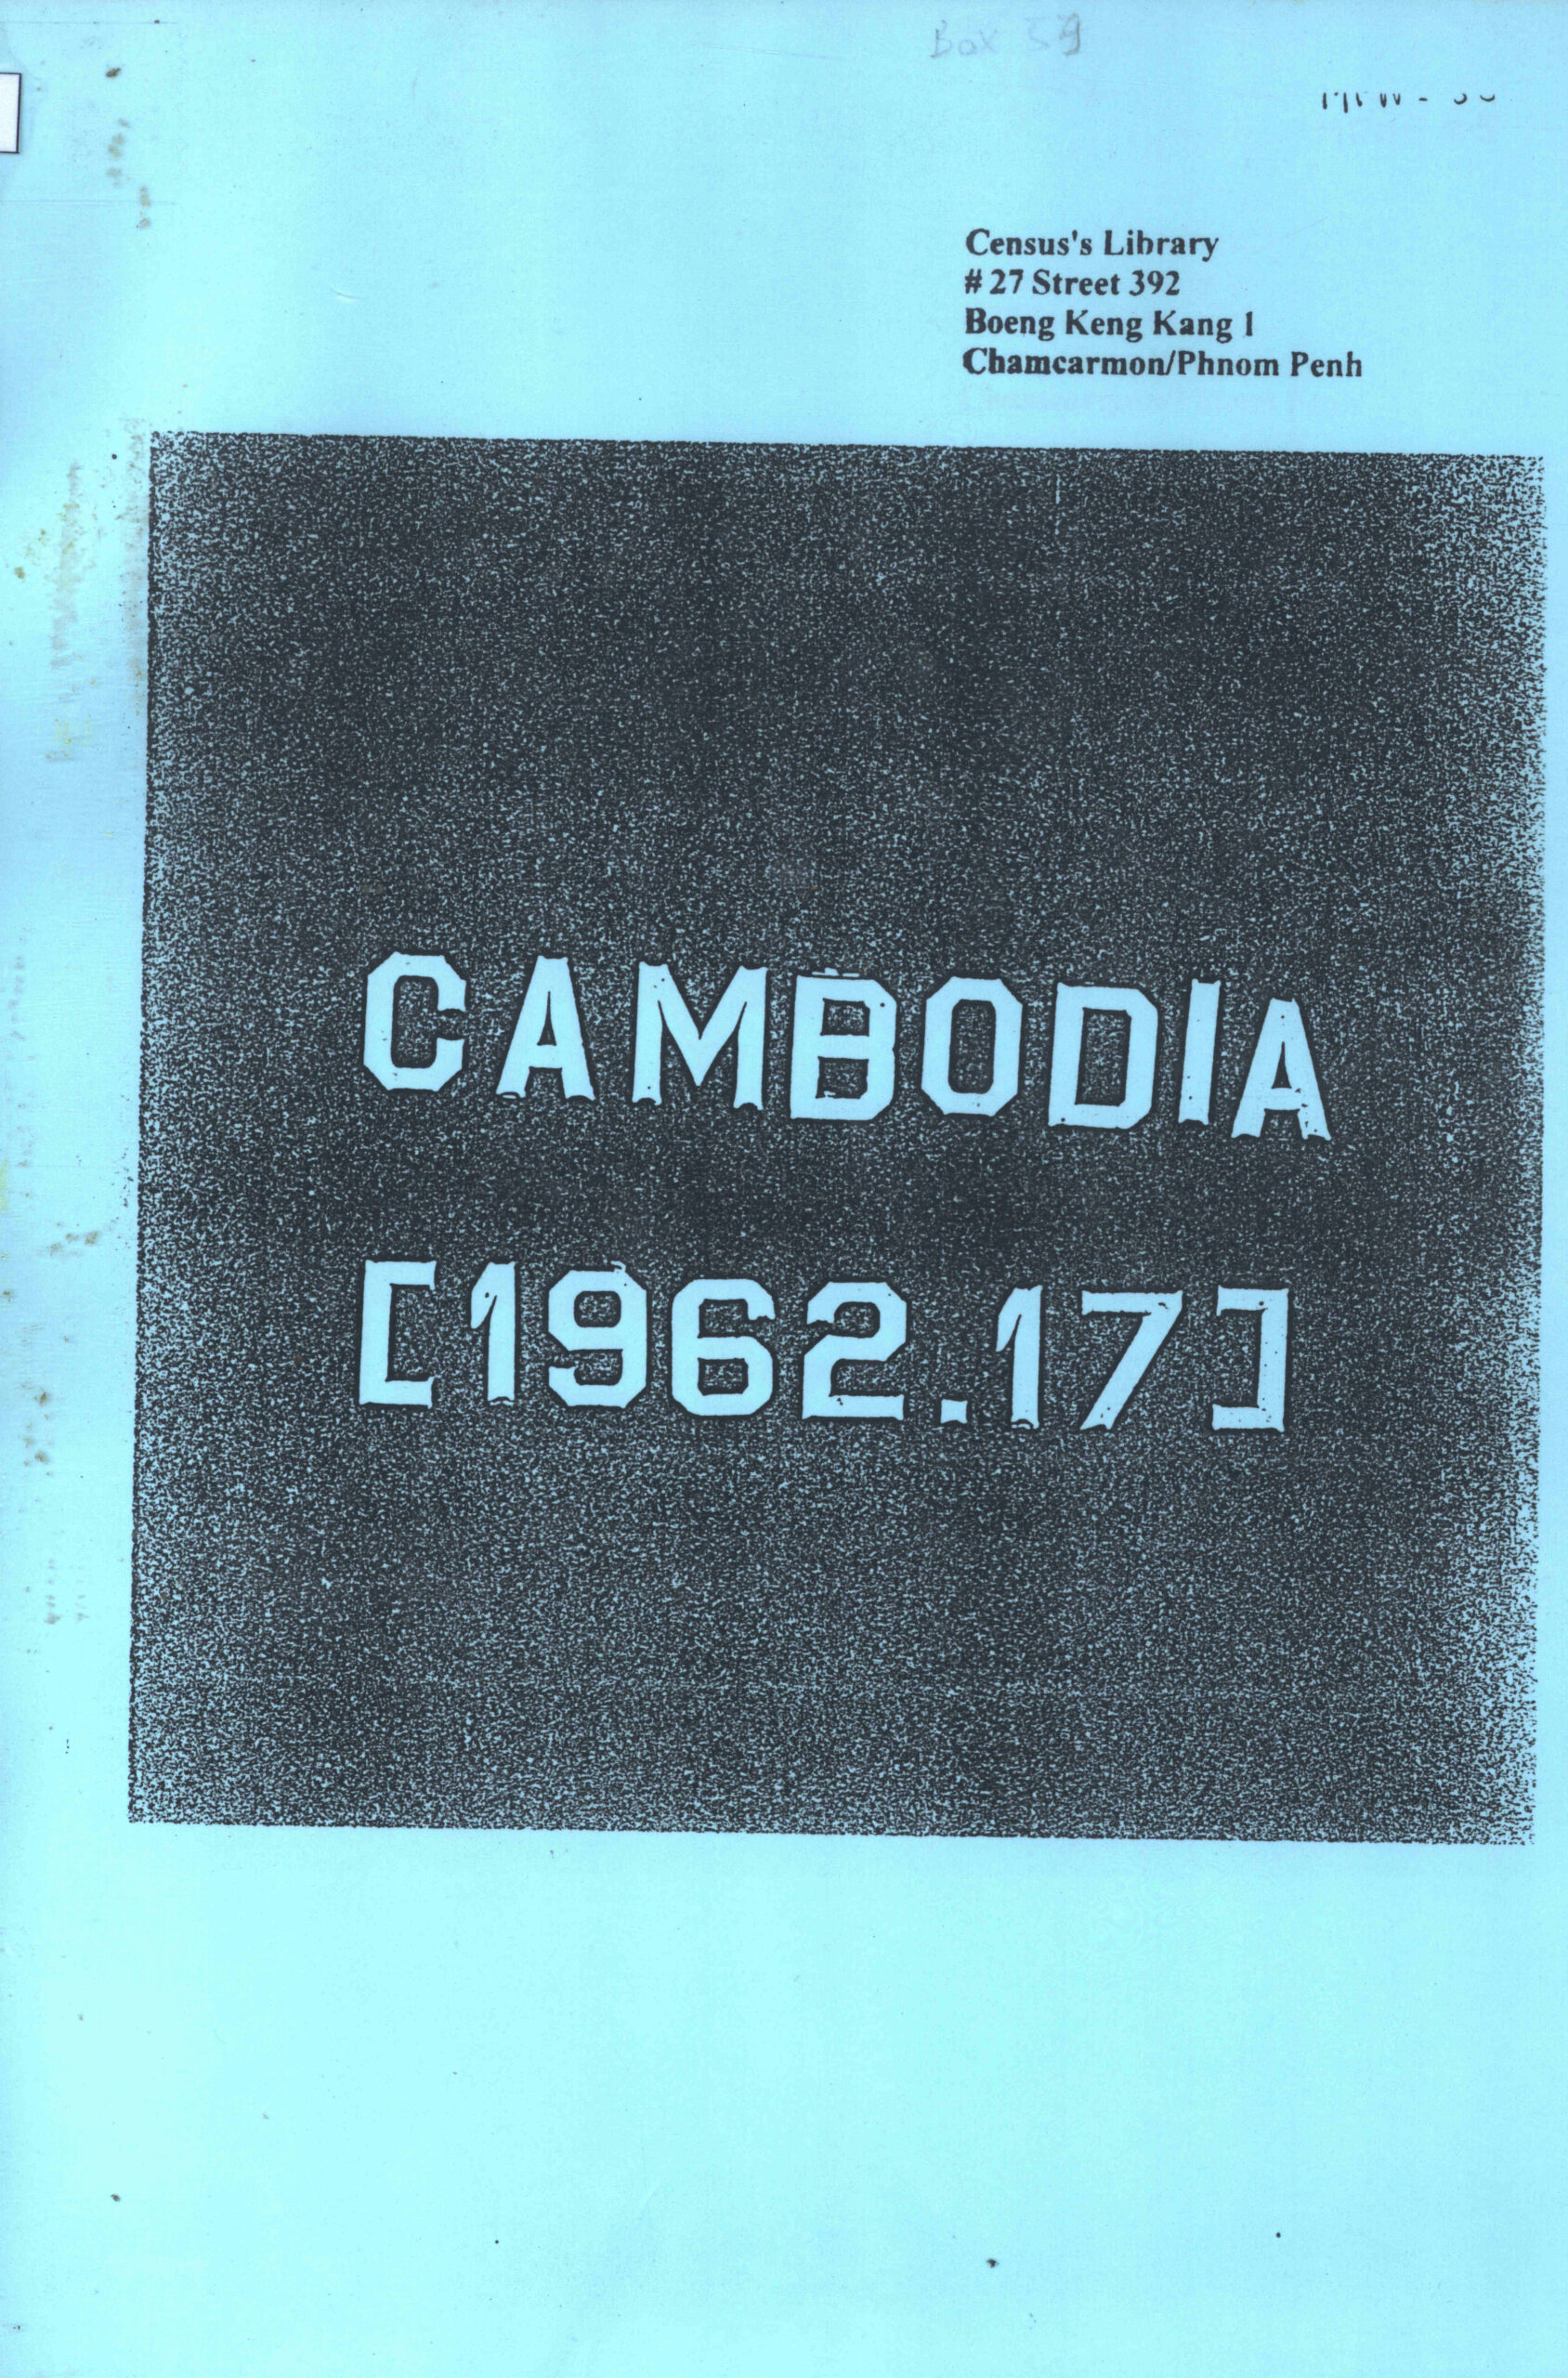 Box 59
Census's Library
# 27 Street 392
Boeng Keng Kang 1
Chamcarmon/Phnom Penh
CAMBODIA
[1962.17]